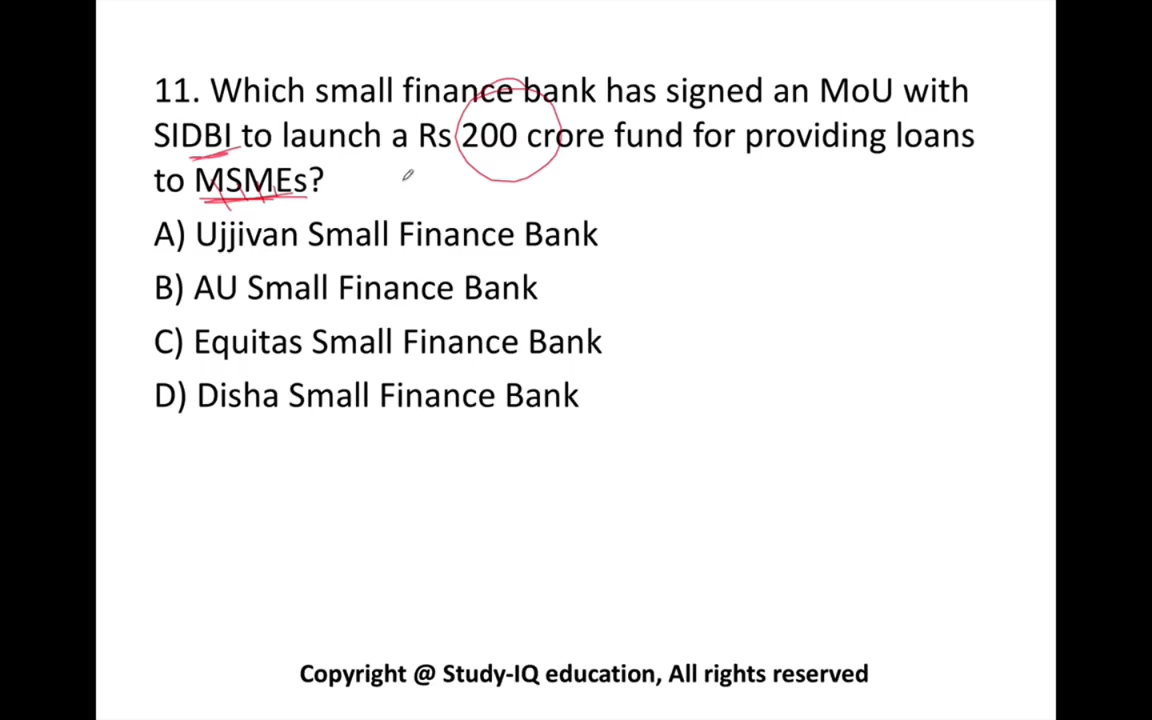 11. Which small finance bank has signed an MoU with
SIDBI to launch a Rs 200 crore fund for providing loans
to MSMEs?
A) Ujjivan Small Finance Bank
B) AU Small Finance Bank
C) Equitas Small Finance Bank
D) Disha Small Finance Bank
Copyright @ Study-IQ education, All rights reserved